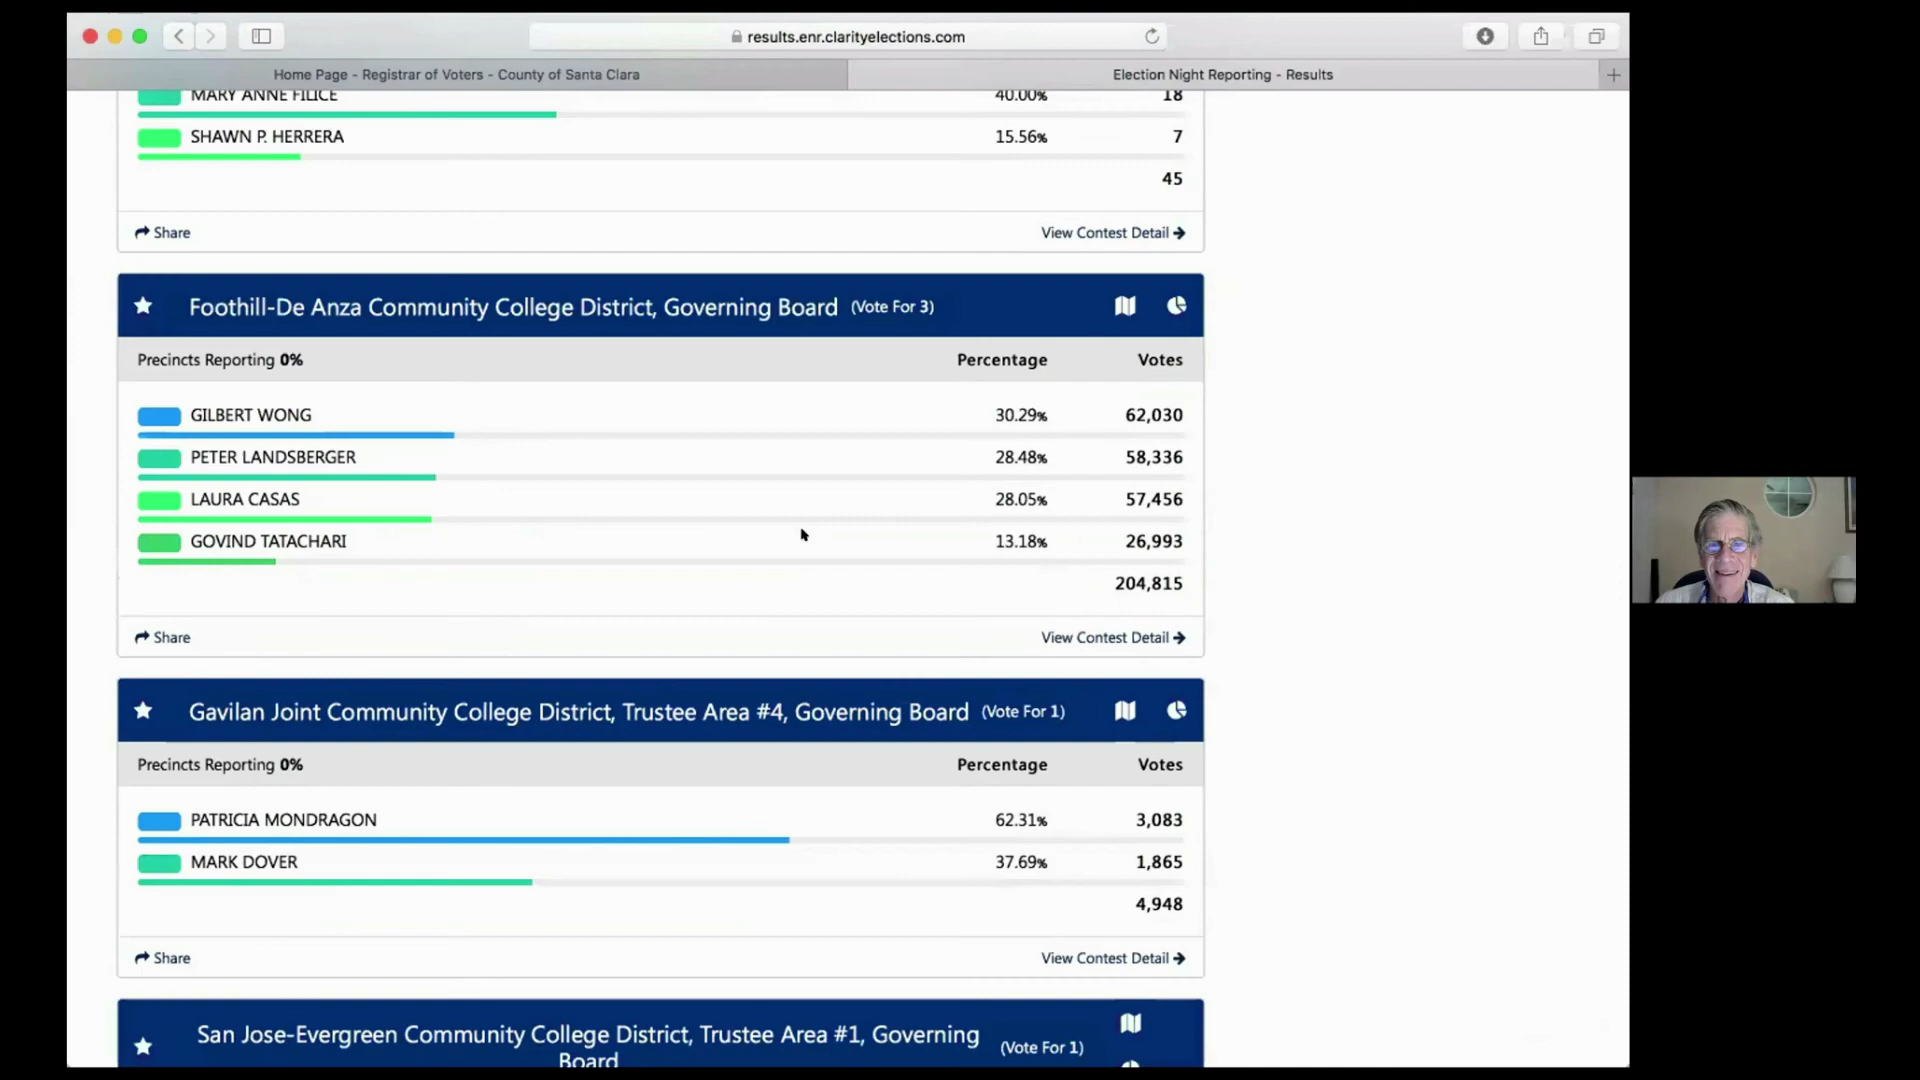 results.enr.clarityelections.com
Home Page - Registrar of Voters - County of Santa Clara
Election Night Reporting - Results
MARY ANNE FILICE 40.00% 18
SHAWN P. HERRERA 15.56% 7
45
Share View Contest Detail
Foothill-De Anza Community College District, Governing Board (Vote For 3)
Precincts Reporting 0% Percentage Votes
GILBERT WONG 30.29% 62,030
PETER LANDSBERGER 28.48% 58,336
LAURA CASAS 28.05% 57,456
GOVIND TATACHARI 13.18% 26,993
204,815
Share View Contest Detail
Gavilan Joint Community College District, Trustee Area #4, Governing Board (Vote For 1)
Precincts Reporting 0% Percentage Votes
PATRICIA MONDRAGON 62.31% 3,083
MARK DOVER 37.69% 1,865
4,948
Share View Contest Detail
San Jose-Evergreen Community College District, Trustee Area #1, Governing
Board (Vote For 1)